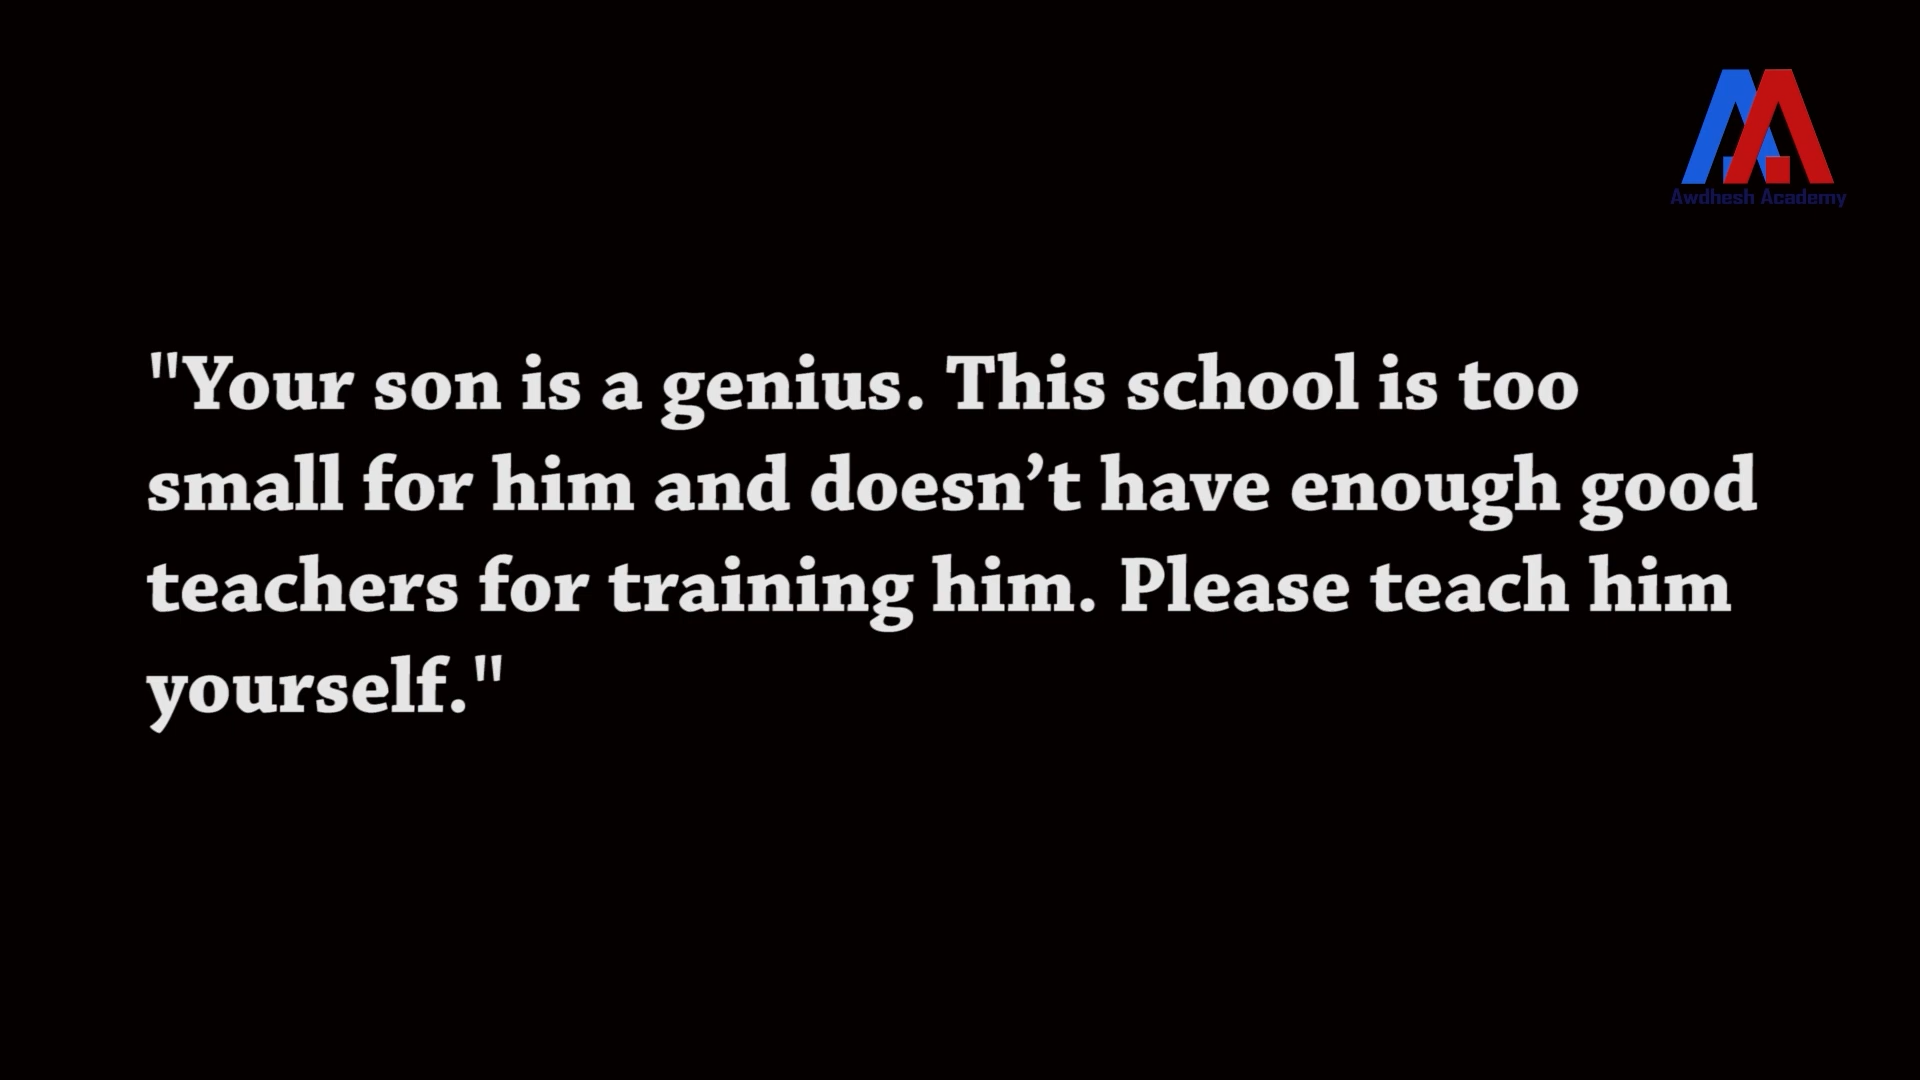 Awdhesh Academy
"Your son is a genius. This school is too
small for him and doesn’t have enough good
teachers for training him. Please teach him
yourself."